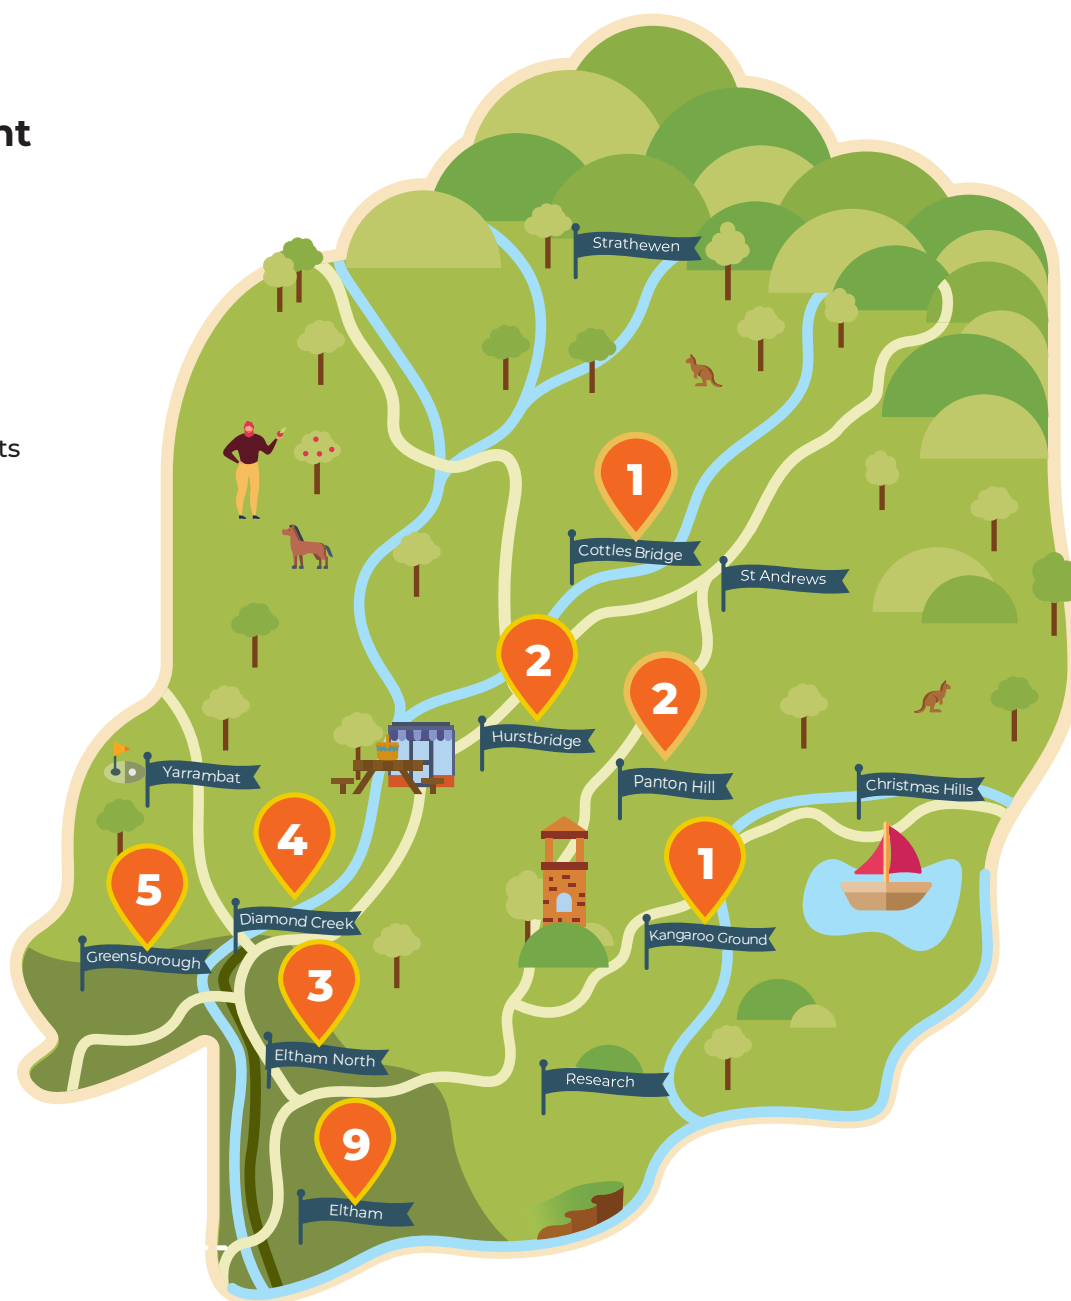 nt
Strathewen
ts
1
Cottles Bridge
St Andrews
2
2
Hurstbridge
Yarrambat
Panton Hill
Christmas Hills
4
1
5
Diamond Creek
Kangaroo Ground
Greensborough
3
Eltham North
Research
9
Eltham